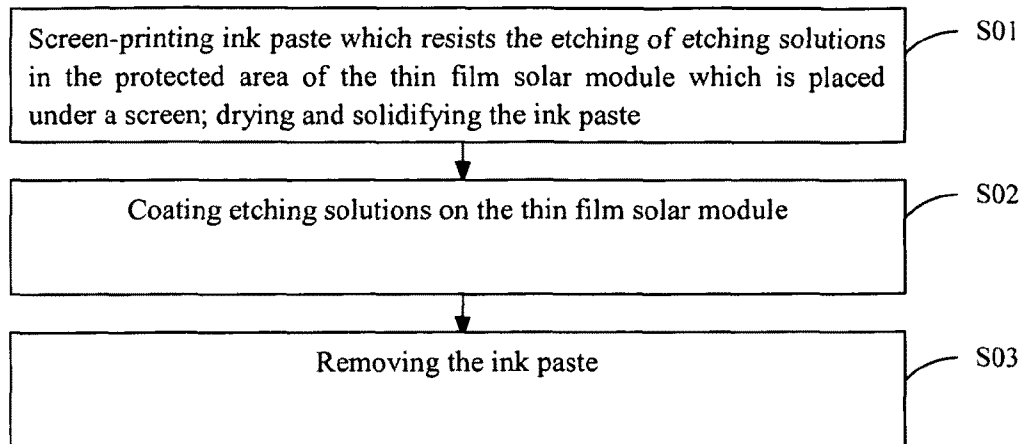 Screen-printing ink paste which resists the etching of etching solutions
in the protected area of the thin film solar module which is placed
under a screen; drying and solidifying the ink paste
S01
Coating etching solutions on the thin film solar module
S02
Removing the ink paste
S03